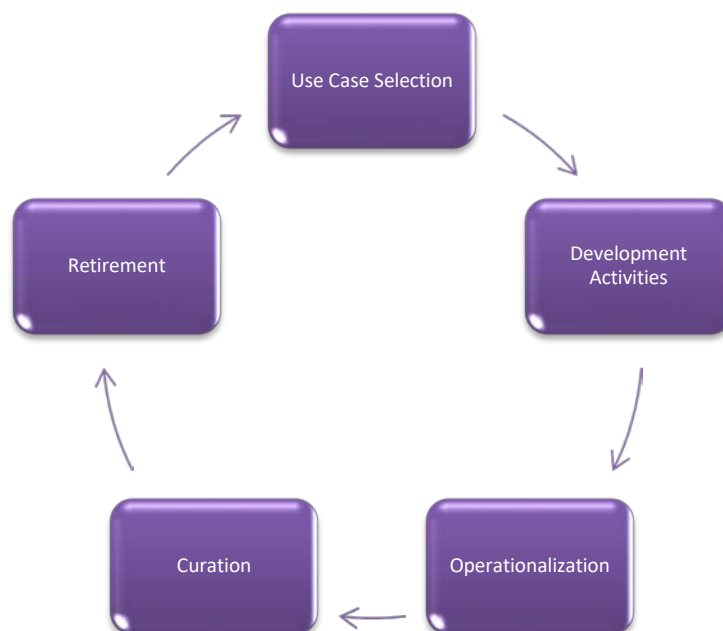 Use Case Selection
Development
Activities
Operationalization
Curation
Retirement